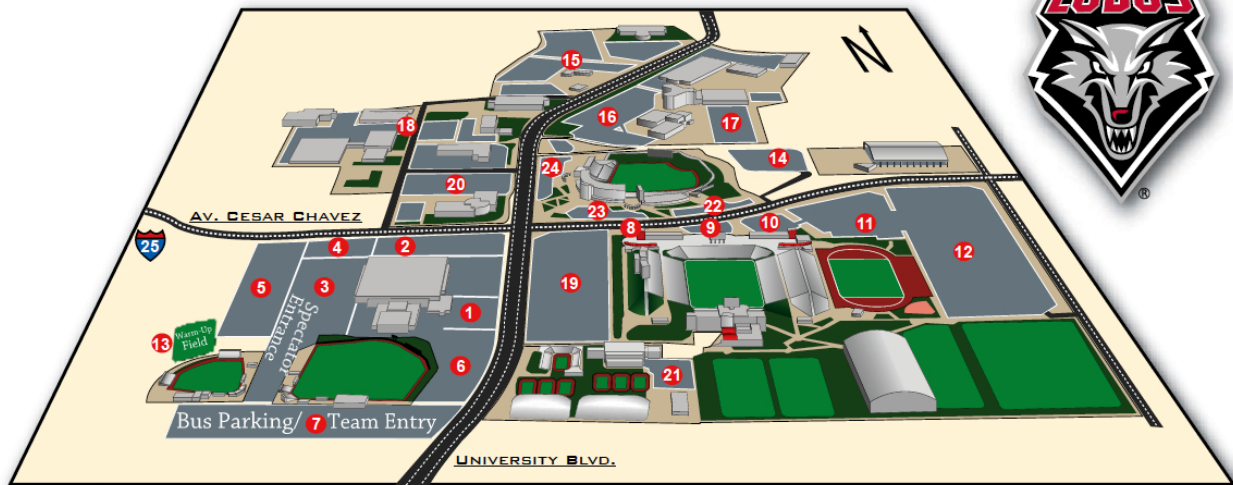 LOBOS
®
N
15
16
17
18
14
24
20
22
23
8
9
10
11
12
AV. CESAR CHAVEZ
25
4
2
5
3
19
1
Spectator
Entrance
13
Warm-Up
Field
6
21
Bus Parking/ 7 Team Entry
UNIVERSITY BLVD.